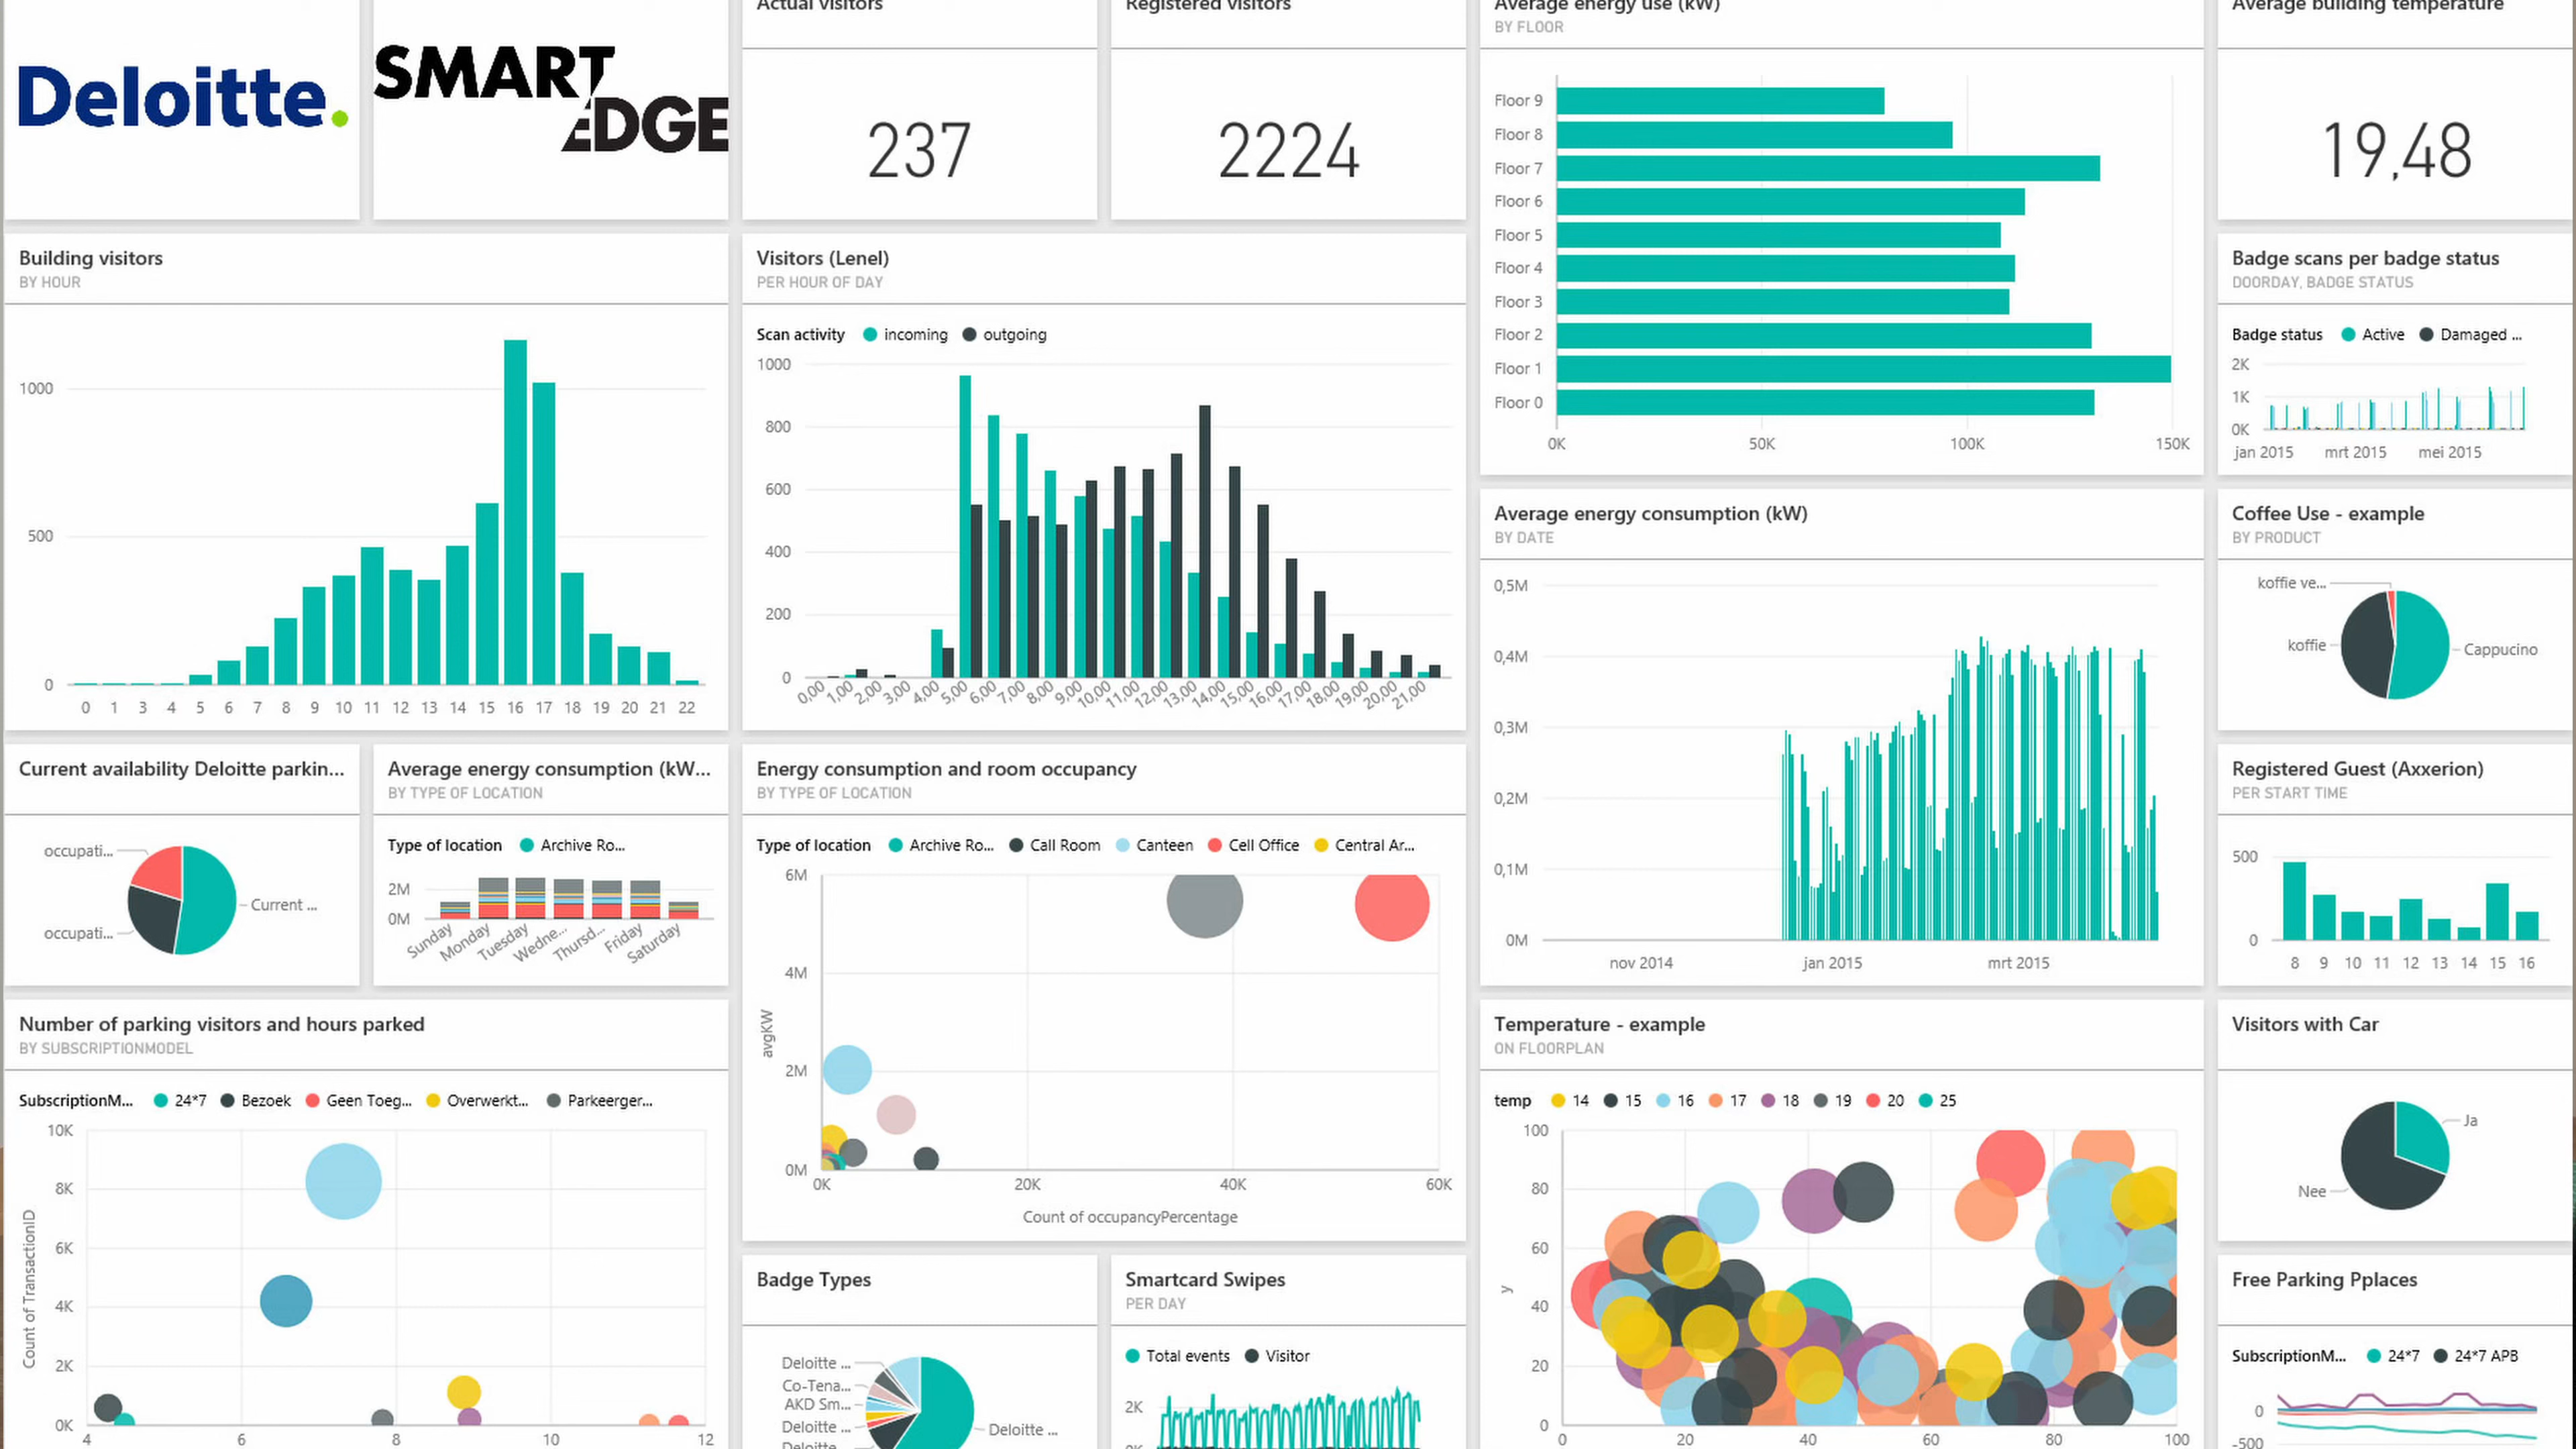 Actual visitors
Registered visitors
Average energy use (kW)
BY FLOOR
Average building temperature
Deloitte.
SMART
EDGE
237
2224
19,48
Floor 9
Floor 8
Floor 7
Floor 6
Floor 5
Floor 4
Floor 3
Floor 2
Floor 1
Floor 0
0K 50K 100K 150K
Building visitors
BY HOUR
1000
500
0
0 1 3 4 5 6 7 8 9 10 11 12 13 14 15 16 17 18 19 20 21 22
Visitors (Lenel)
PER HOUR OF DAY
Scan activity incoming outgoing
1000
800
600
400
200
0
0,00 1,00 2,00 3,00 4,00 5,00 6,00 7,00 8,00 9,00 10,00 11,00 12,00 13,00 14,00 15,00 16,00 17,00 18,00 19,00 20,00 21,00
Badge scans per badge status
DOORDAY, BADGE STATUS
Badge status Active Damaged ...
2K
1K
0K
jan 2015 mrt 2015 mei 2015
Average energy consumption (kW)
BY DATE
0,5M
0,4M
0,3M
0,2M
0,1M
0M
nov 2014 jan 2015 mrt 2015
Coffee Use - example
BY PRODUCT
koffie ve...
koffie
Cappucino
Current availability Deloitte parkin...
occupati...
Current ...
occupati...
Average energy consumption (kW...
BY TYPE OF LOCATION
Type of location Archive Ro...
2M
0M
Sunday Monday Tuesday Wedne... Thursd... Friday Saturday
Energy consumption and room occupancy
BY TYPE OF LOCATION
Type of location Archive Ro... Call Room Canteen Cell Office Central Ar...
6M
4M
2M
0M
avgKW
0K 20K 40K 60K
Count of occupancyPercentage
Registered Guest (Axxerion)
PER START TIME
500
0
8 9 10 11 12 13 14 15 16
Number of parking visitors and hours parked
BY SUBSCRIPTIONMODEL
SubscriptionM... 24*7 Bezoek Geen Toeg... Overwerkt... Parkeerger...
10K
8K
6K
4K
2K
0K
Count of TransactionID
4 6 8 10 12
Temperature - example
ON FLOORPLAN
temp 14 15 16 17 18 19 20 25
100
80
60
40
20
0
y
0 20 40 60 80 100
Visitors with Car
Ja
Nee
Badge Types
Deloitte ...
Co-Tena...
AKD Sm...
Deloitte ...
Deloitte ...
Deloitte
Smartcard Swipes
PER DAY
Total events Visitor
2K
0K
Free Parking Pplaces
SubscriptionM... 24*7 24*7 APB
0
-500